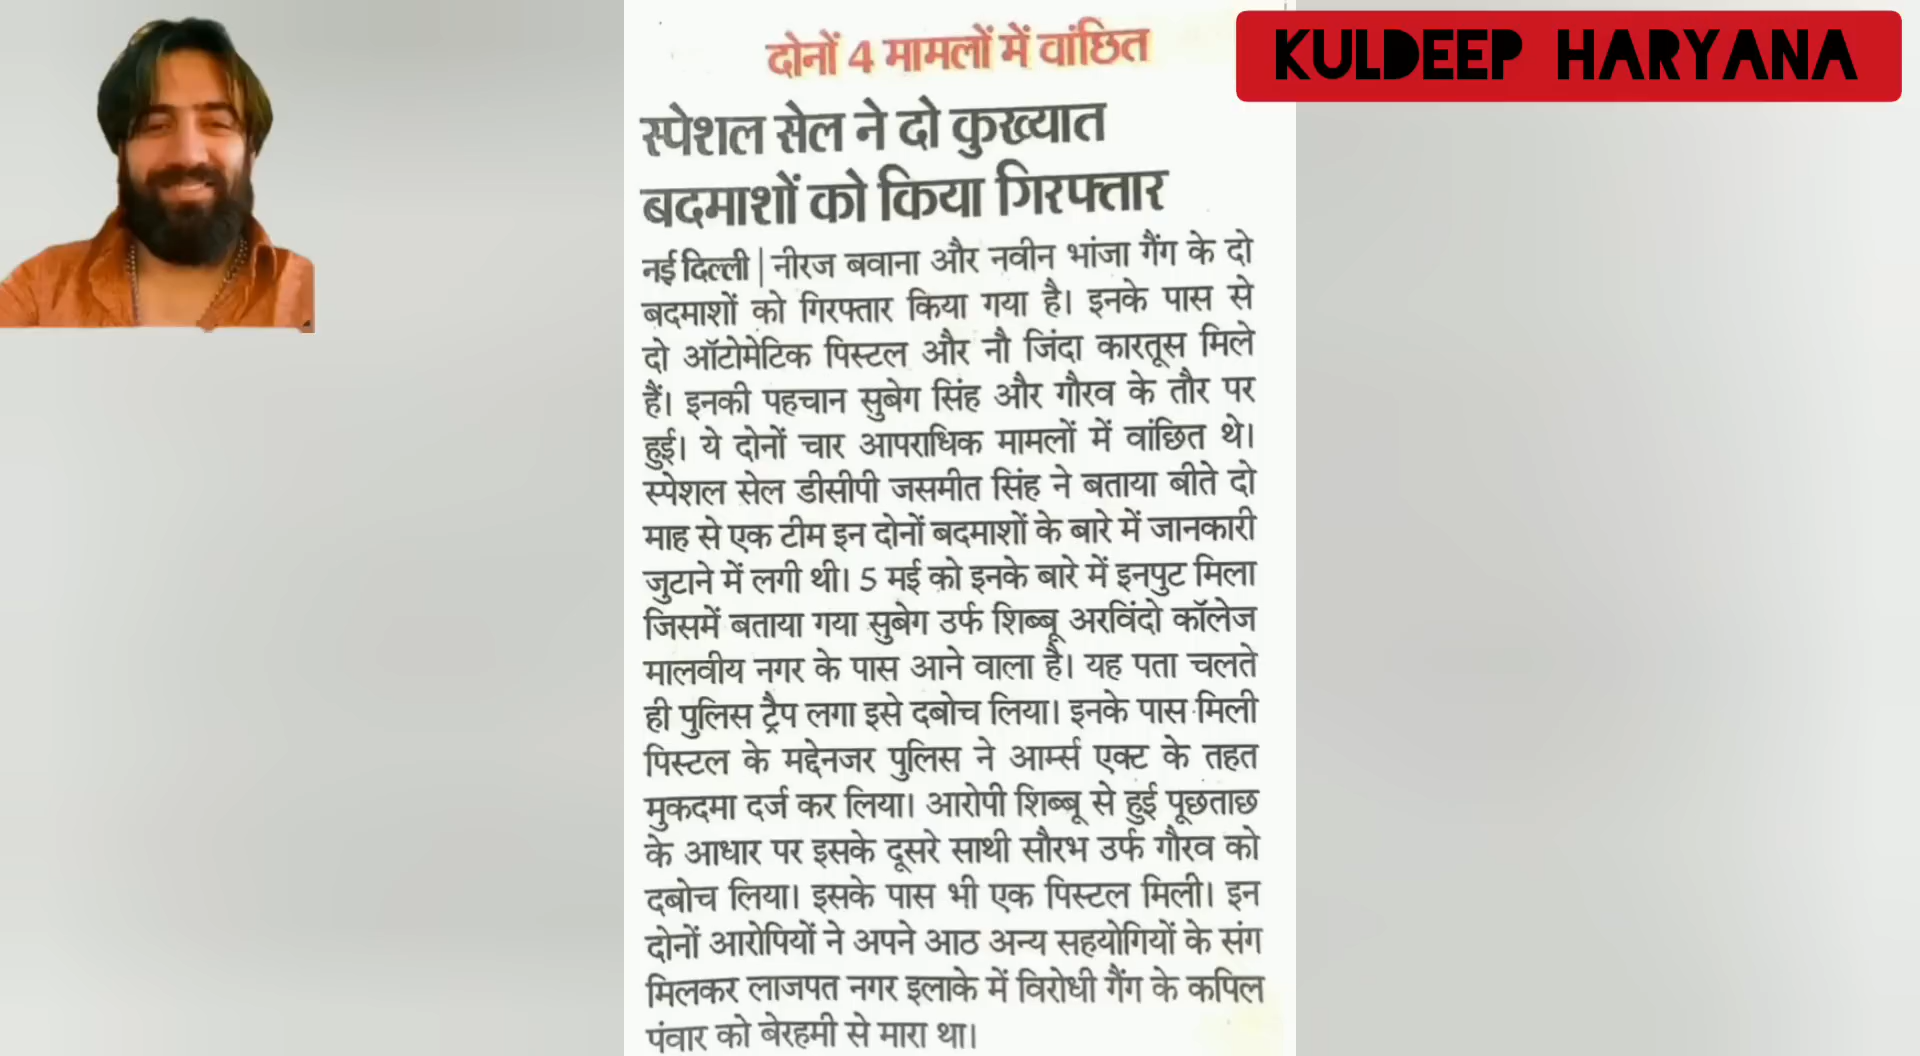 KULDEEP HARYANA
दोनों 4 मामलों में वांछित
स्पेशल सेल ने दो कुख्यात
बदमाशों को किया गिरफ्तार
नई दिल्ली | नीरज बवाना और नवीन भांजा गैंग के दो
बदमाशों को गिरफ्तार किया गया है। इनके पास से
दो ऑटोमेटिक पिस्टल और नौ जिंदा कारतूस मिले
हैं। इनकी पहचान सुबेग सिंह और गौरव के तौर पर
हुई। ये दोनों चार आपराधिक मामलों में वांछित थे।
स्पेशल सेल डीसीपी जसमीत सिंह ने बताया बीते दो
माह से एक टीम इन दोनों बदमाशों के बारे में जानकारी
जुटाने में लगी थी। 5 मई को इनके बारे में इनपुट मिला
जिसमें बताया गया सुबेग उर्फ शिब्बू अरविंदो कॉलेज
मालवीय नगर के पास आने वाला है। यह पता चलते
ही पुलिस ट्रैप लगा इसे दबोच लिया। इनके पास मिली
पिस्टल के मद्देनजर पुलिस ने आर्म्स एक्ट के तहत
मुकदमा दर्ज कर लिया। आरोपी शिब्बू से हुई पूछताछ
के आधार पर इसके दूसरे साथी सौरभ उर्फ गौरव को
दबोच लिया। इसके पास भी एक पिस्टल मिली। इन
दोनों आरोपियों ने अपने आठ अन्य सहयोगियों के संग
मिलकर लाजपत नगर इलाके में विरोधी गैंग के कपिल
पंवार को बेरहमी से मारा था।